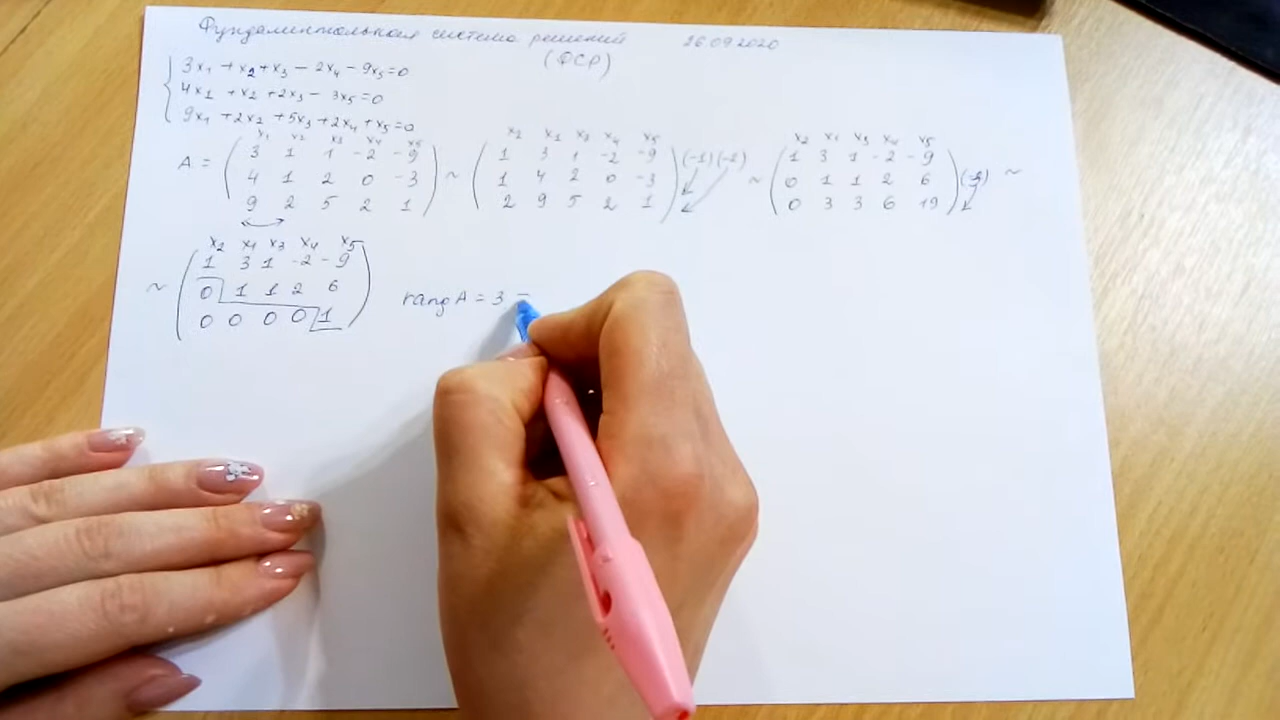 Фундаментальная система решений 26.09.2020
(ФСР)
3x₁ + x₂ + x₃ − 2x₄ − 9x₅ = 0
4x₁ + x₂ + 2x₃ − 3x₅ = 0
9x₁ + 2x₂ + 5x₃ + 2x₄ + x₅ = 0
x₁ x₂ x₃ x₄ x₅ x₂ x₁ x₃ x₄ x₅ x₂ x₁ x₃ x₄ x₅
A = ( 3 1 1 -2 -9 ) ~ ( 1 3 1 -2 -9 ) (-1) (-1) ~ ( 1 3 1 -2 -9 ) ~
4 1 2 0 -3 1 4 2 0 -3 0 1 1 2 6 (-3)
9 2 5 2 1 2 9 5 2 1 0 3 3 6 19
x₂ x₁ x₃ x₄ x₅
1 3 1 -2 -9
~ 0 1 1 2 6 rang A = 3
0 0 0 0 1